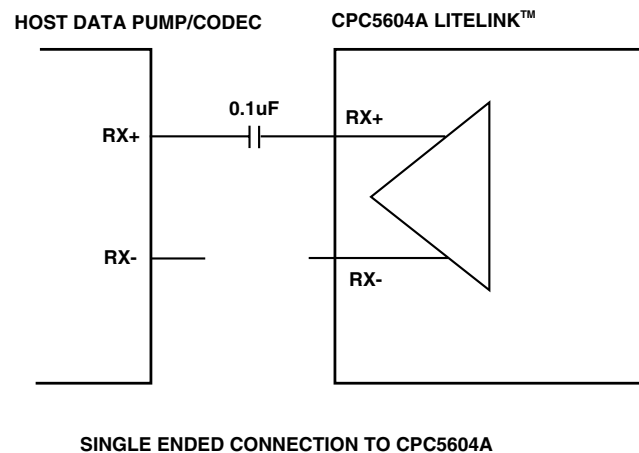 HOST DATA PUMP/CODEC
CPC5604A LITELINK™
0.1uF
RX+
RX+
RX-
RX-
SINGLE ENDED CONNECTION TO CPC5604A